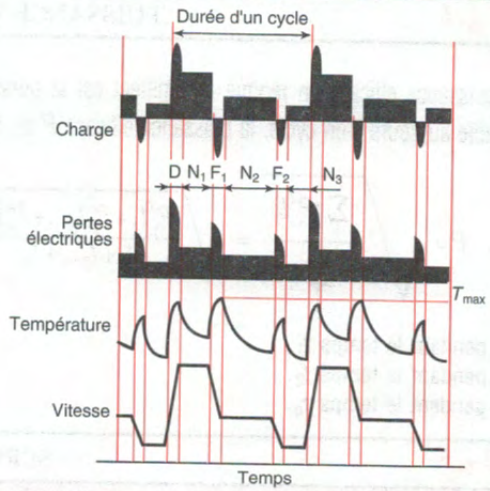 Durée d'un cycle
Charge
D N₁ F₁ N₂ F₂ N₃
Pertes
électriques
Tmax
Température
Vitesse
Temps